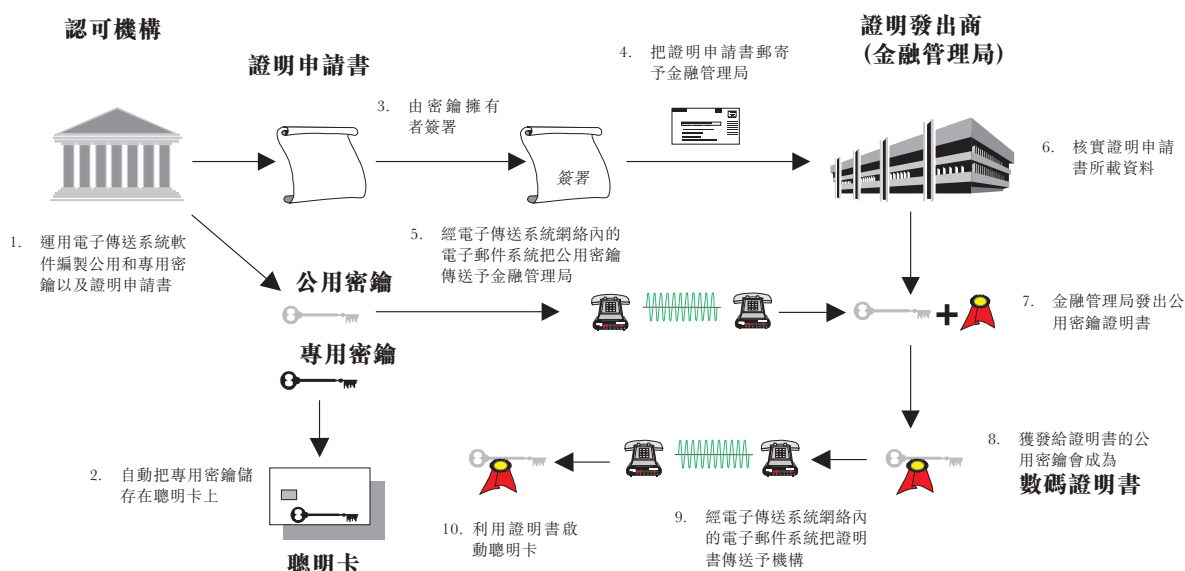 認可機構
證明申請書
證明發出商
(金融管理局)
4. 把證明申請書郵寄
予金融管理局
3. 由密鑰擁有
者簽署
簽署
6. 核實證明申請
書所載資料
1. 運用電子傳送系統軟
件編製公用和專用密
鑰以及證明申請書
5. 經電子傳送系統網絡內的
電子郵件系統把公用密鑰
傳送予金融管理局
公用密鑰
7. 金融管理局發出公
用密鑰證明書
專用密鑰
2. 自動把專用密鑰儲
存在聰明卡上
聰明卡
8. 獲發給證明書的公
用密鑰會成為
數碼證明書
9. 經電子傳送系統網絡內
的電子郵件系統把證明
書傳送予機構
10. 利用證明書啟
動聰明卡